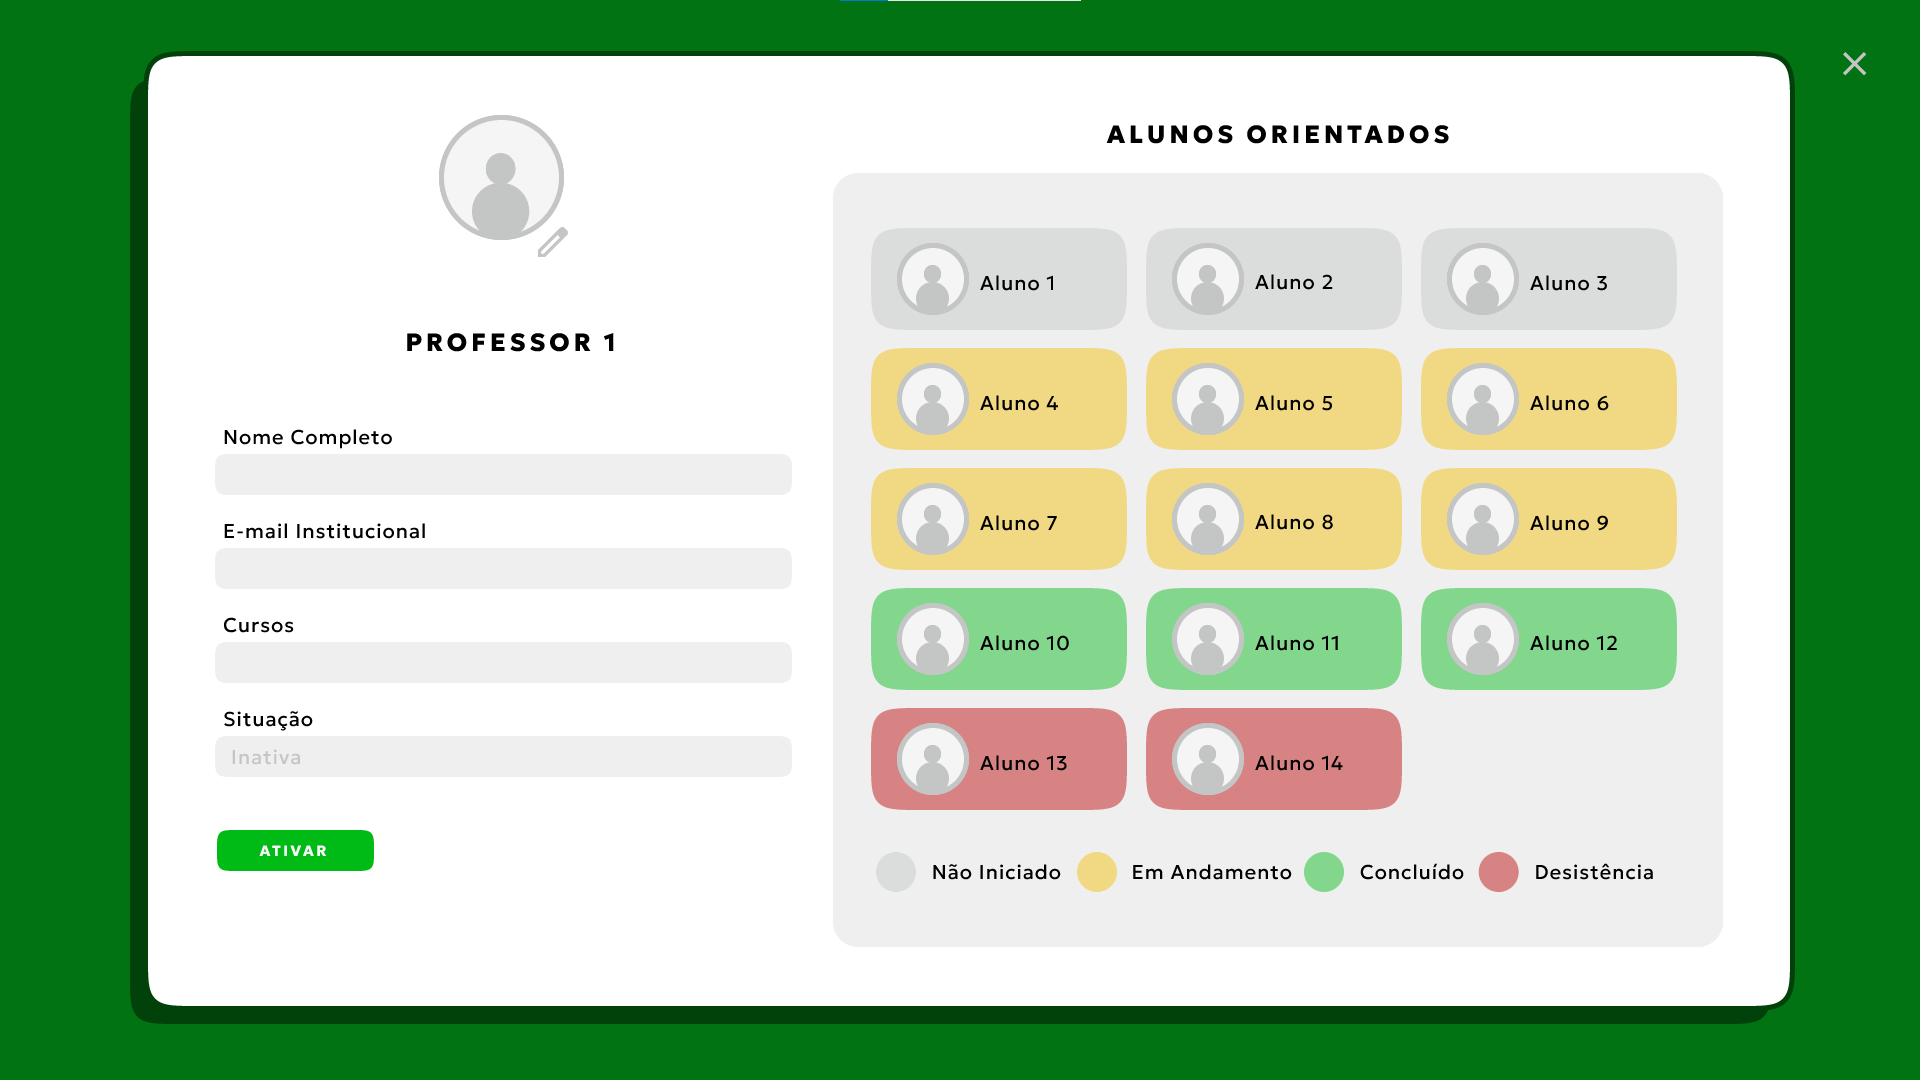 PROFESSOR 1
Nome Completo
E-mail Institucional
Cursos
Situação
Inativa
ATIVAR
ALUNOS ORIENTADOS
Aluno 1
Aluno 2
Aluno 3
Aluno 4
Aluno 5
Aluno 6
Aluno 7
Aluno 8
Aluno 9
Aluno 10
Aluno 11
Aluno 12
Aluno 13
Aluno 14
Não Iniciado
Em Andamento
Concluído
Desistência